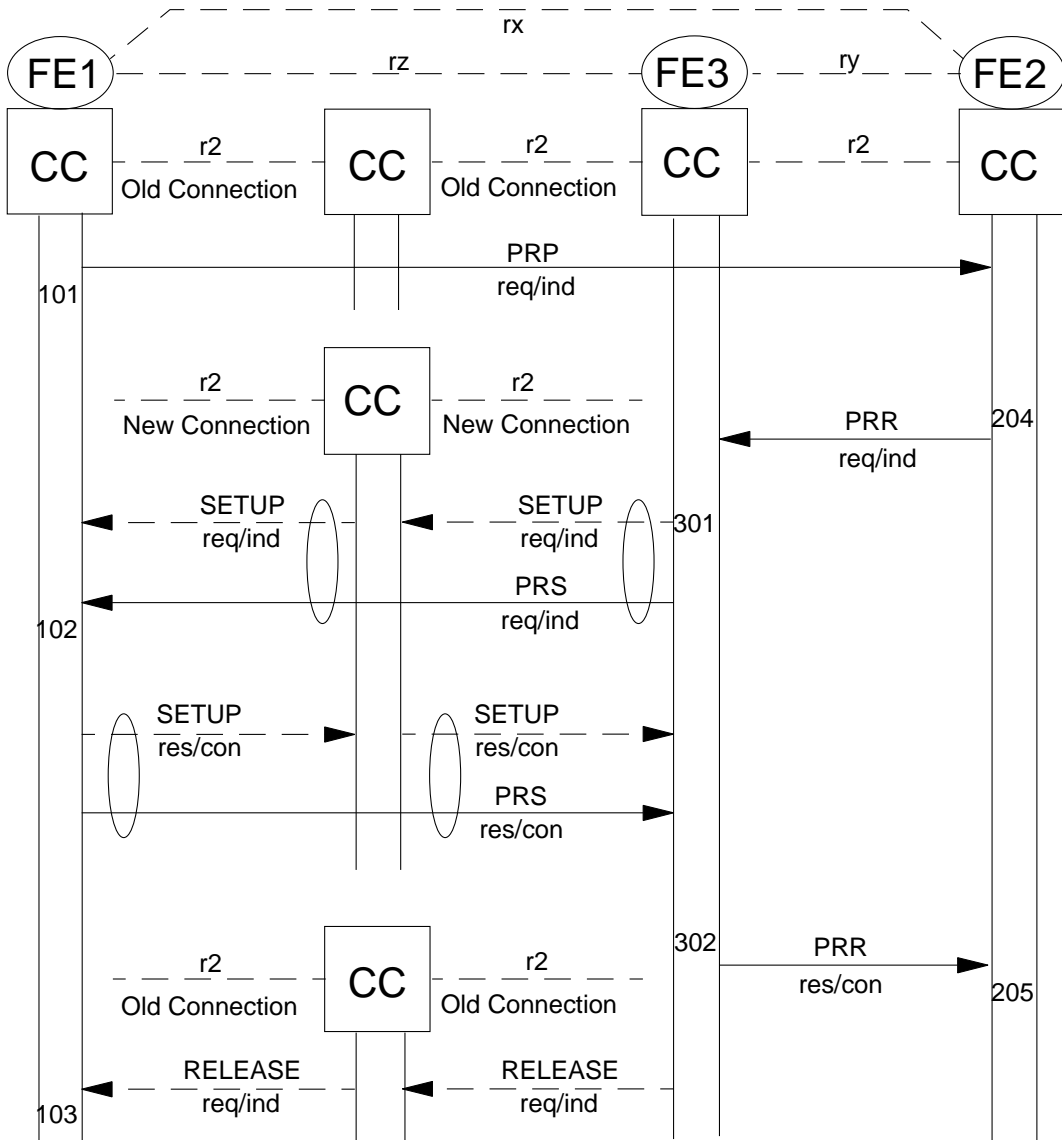 rx
FE1
rz
FE3
ry
FE2
CC
r2
Old Connection
CC
r2
Old Connection
CC
r2
CC
PRP
req/ind
101
r2
New Connection
CC
r2
New Connection
PRR
req/ind
204
SETUP
req/ind
SETUP
req/ind
301
PRS
req/ind
102
SETUP
res/con
SETUP
res/con
PRS
res/con
302
PRR
res/con
205
r2
Old Connection
CC
r2
Old Connection
RELEASE
req/ind
RELEASE
req/ind
103